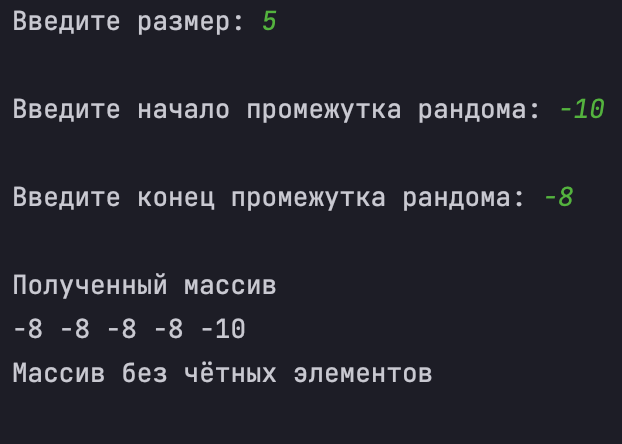 Введите размер: 5
Введите начало промежутка рандома: -10
Введите конец промежутка рандома: -8
Полученный массив
-8 -8 -8 -8 -10
Массив без чётных элементов